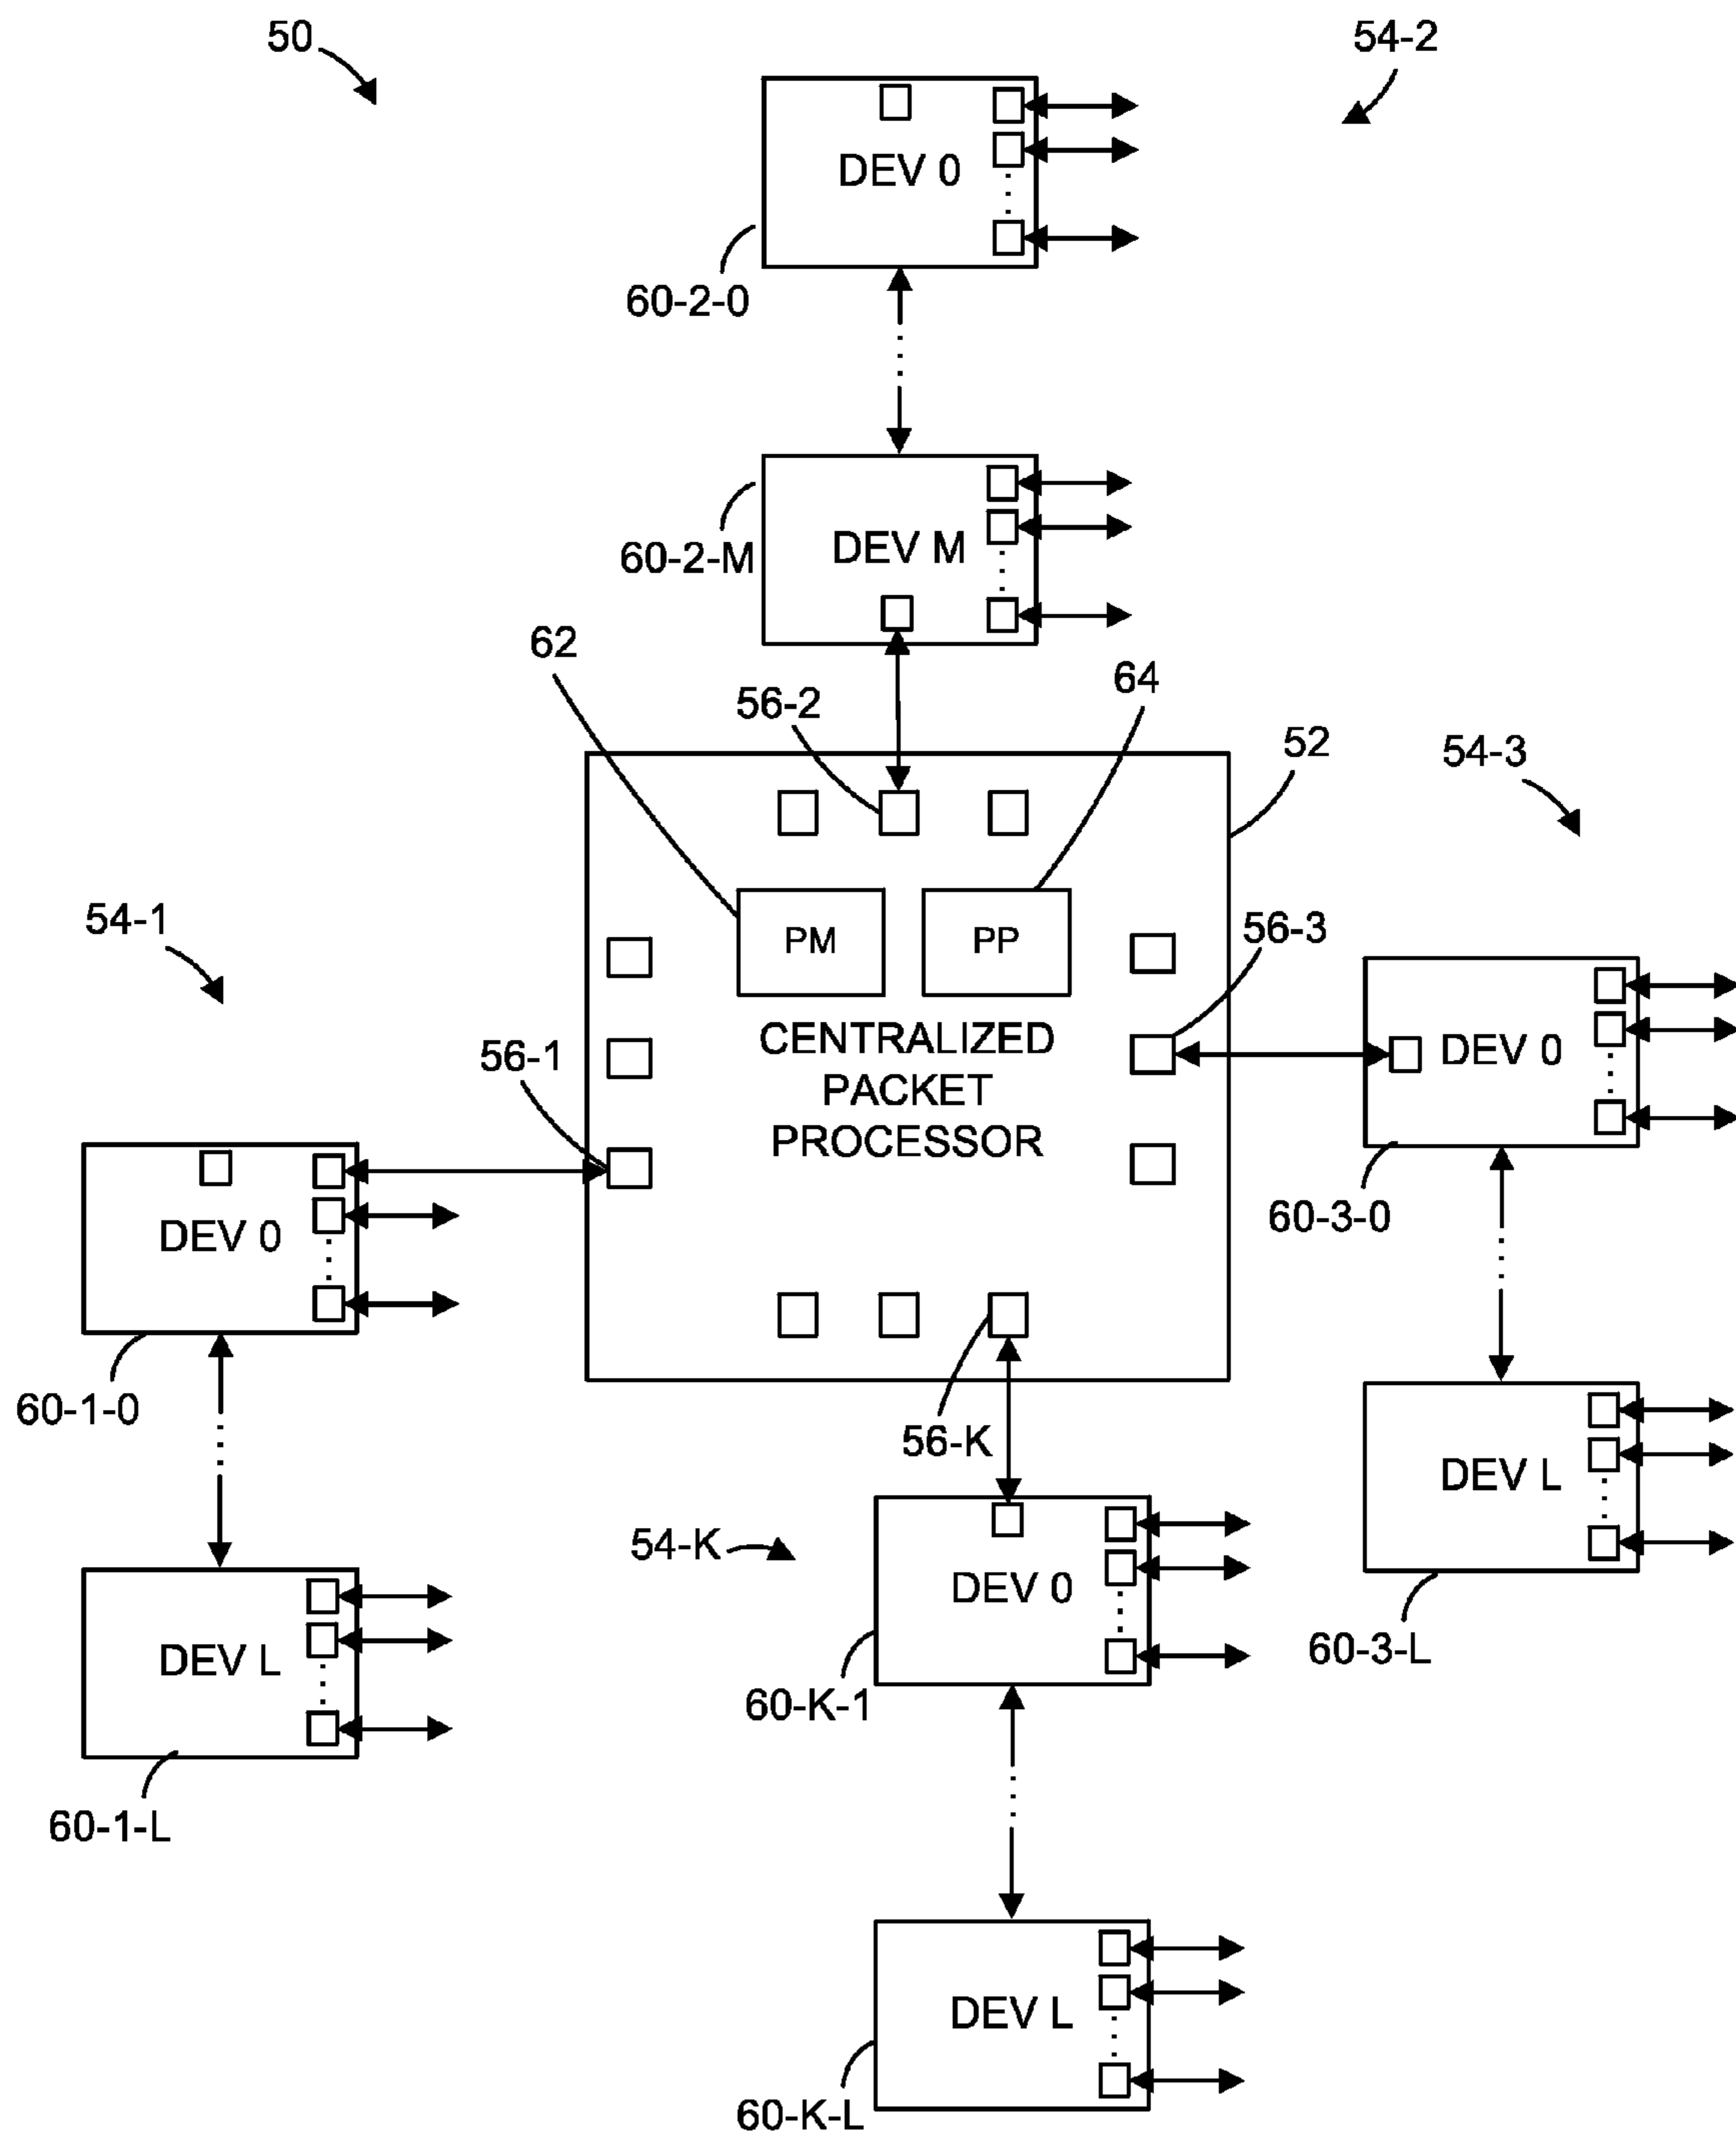 50
54-2
DEV 0
60-2-0
DEV M
60-2-M
62
56-2
64
52
54-3
54-1
PM
PP
56-3
CENTRALIZED
PACKET
PROCESSOR
56-1
DEV 0
60-3-0
DEV 0
60-1-0
56-K
DEV L
54-K
DEV 0
60-3-L
DEV L
60-K-1
60-1-L
DEV L
60-K-L